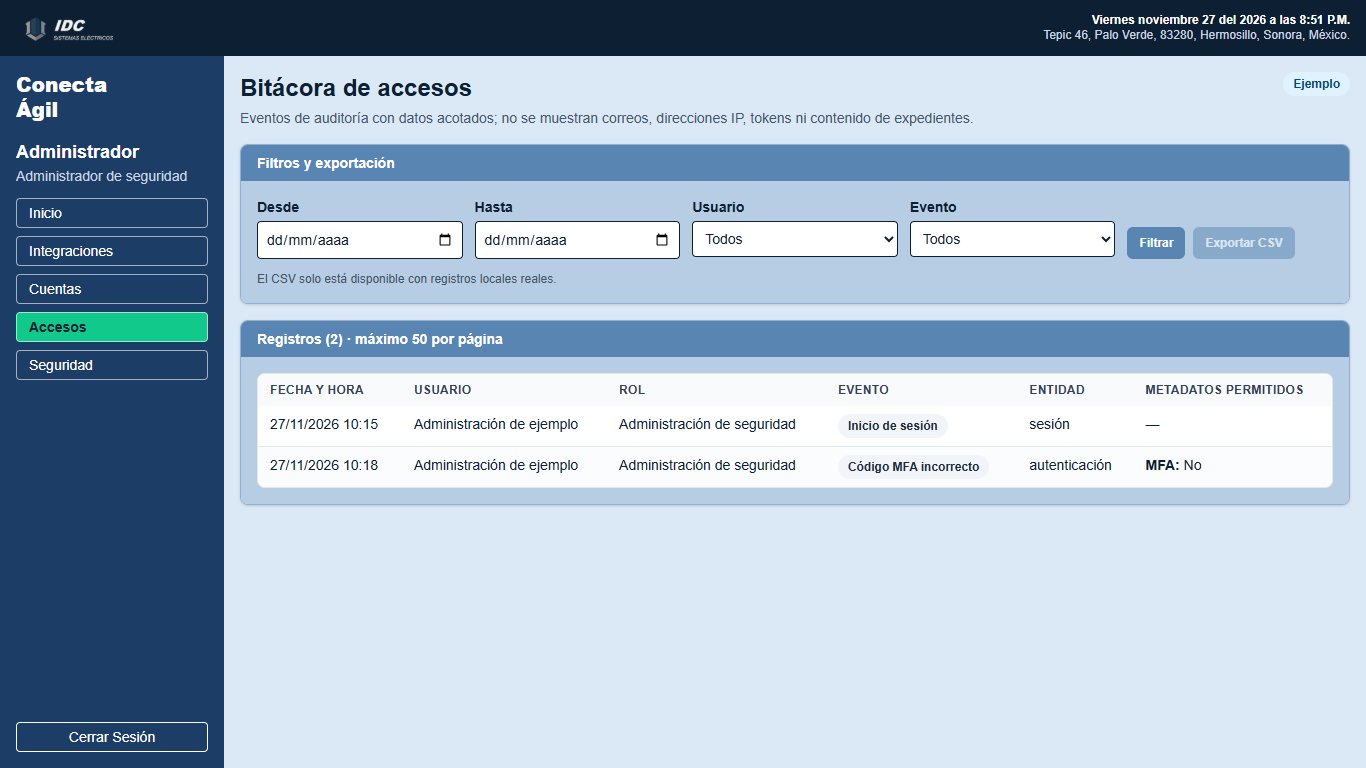 IDC
SISTEMAS ELÉCTRICOS
Viernes noviembre 27 del 2026 a las 8:51 P.M.
Tepic 46, Palo Verde, 83280, Hermosillo, Sonora, México.
Conecta
Ágil
Administrador
Administrador de seguridad
Inicio
Integraciones
Cuentas
Accesos
Seguridad
Cerrar Sesión
Bitácora de accesos
Ejemplo
Eventos de auditoría con datos acotados; no se muestran correos, direcciones IP, tokens ni contenido de expedientes.
Filtros y exportación
Desde Hasta Usuario Evento
dd/mm/aaaa dd/mm/aaaa Todos Todos Filtrar Exportar CSV
El CSV solo está disponible con registros locales reales.
Registros (2) · máximo 50 por página
FECHA Y HORA USUARIO ROL EVENTO ENTIDAD METADATOS PERMITIDOS
27/11/2026 10:15 Administración de ejemplo Administración de seguridad Inicio de sesión sesión —
27/11/2026 10:18 Administración de ejemplo Administración de seguridad Código MFA incorrecto autenticación MFA: No